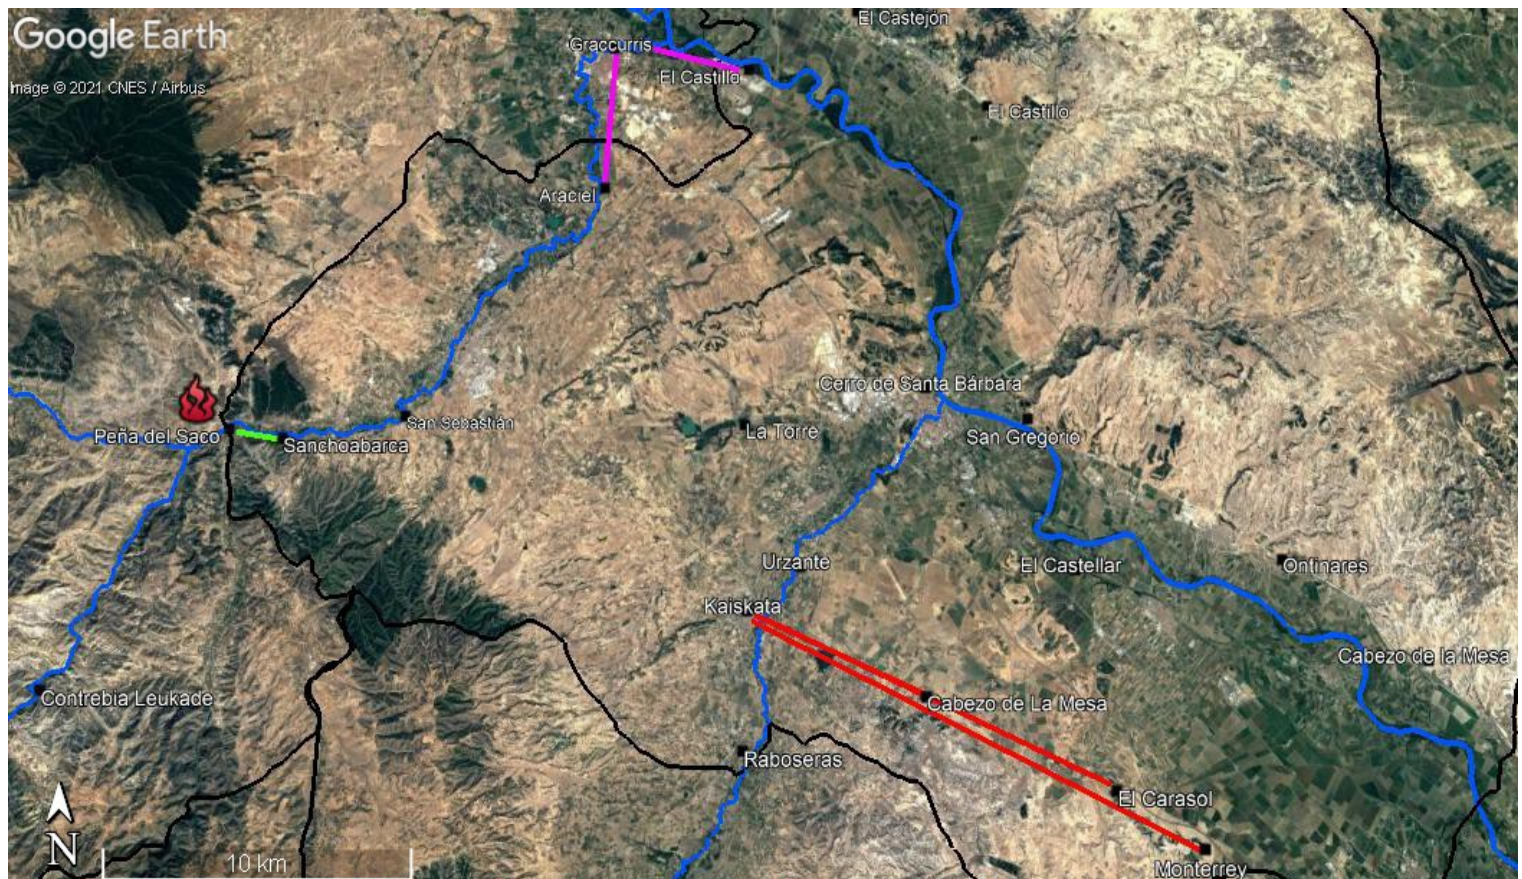 El Castejón
Google Earth
Graccurris
El Castillo
Image © 2021 CNES / Airbus
El Castillo
Araciel
Cerro de Santa Bárbara
San Sebastián
La Torre
Peña del Saco
San Gregorio
Sanchoabarca
Urzante
El Castellar
Ontinares
Kaiskata
Cabezo de la Mesa
Contrebia Leukade
Cabezo de La Mesa
Raboseras
El Carasol
N
10 km
Monterrey